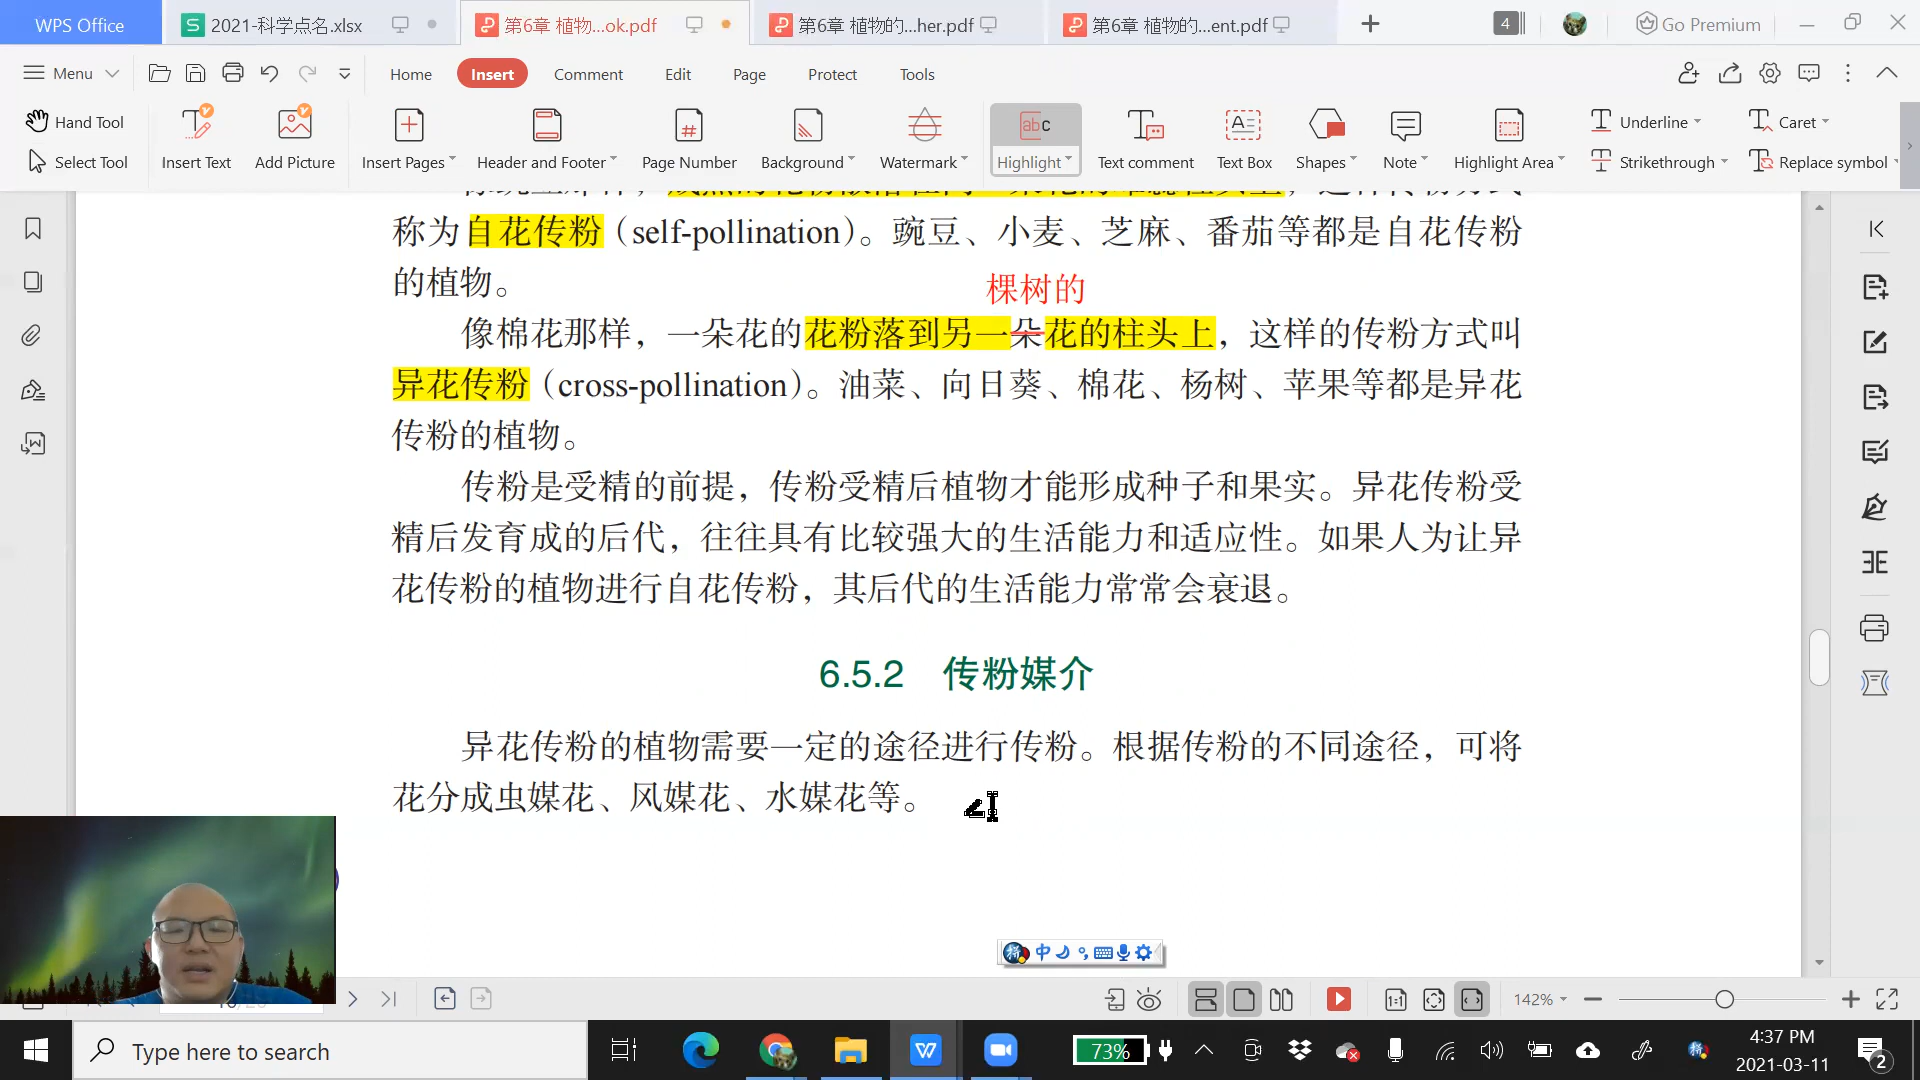 WPS Office
2021-科学点名.xlsx
第6章 植物...ok.pdf
第6章 植物的...her.pdf
第6章 植物的...ent.pdf
4
Go Premium
Menu
Home
Insert
Comment
Edit
Page
Protect
Tools
Hand Tool
Select Tool
Insert Text
Add Picture
Insert Pages
Header and Footer
Page Number
Background
Watermark
Highlight
Text comment
Text Box
Shapes
Note
Highlight Area
Underline
Strikethrough
Caret
Replace symbol
称为自花传粉（self-pollination）。豌豆、小麦、芝麻、番茄等都是自花传粉
的植物。
棵树的
像棉花那样，一朵花的花粉落到另一朵花的柱头上，这样的传粉方式叫
异花传粉（cross-pollination）。油菜、向日葵、棉花、杨树、苹果等都是异花
传粉的植物。
传粉是受精的前提，传粉受精后植物才能形成种子和果实。异花传粉受
精后发育成的后代，往往具有比较强大的生活能力和适应性。如果人为让异
花传粉的植物进行自花传粉，其后代的生活能力常常会衰退。
6.5.2 传粉媒介
异花传粉的植物需要一定的途径进行传粉。根据传粉的不同途径，可将
花分成虫媒花、风媒花、水媒花等。
中
142%
Type here to search
73%
4:37 PM
2021-03-11
2